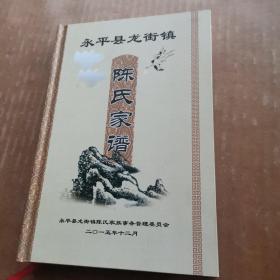 永平县龙街镇
陈氏家谱
永平县龙街镇陈氏家族事务管理委员会
二〇一五年十二月